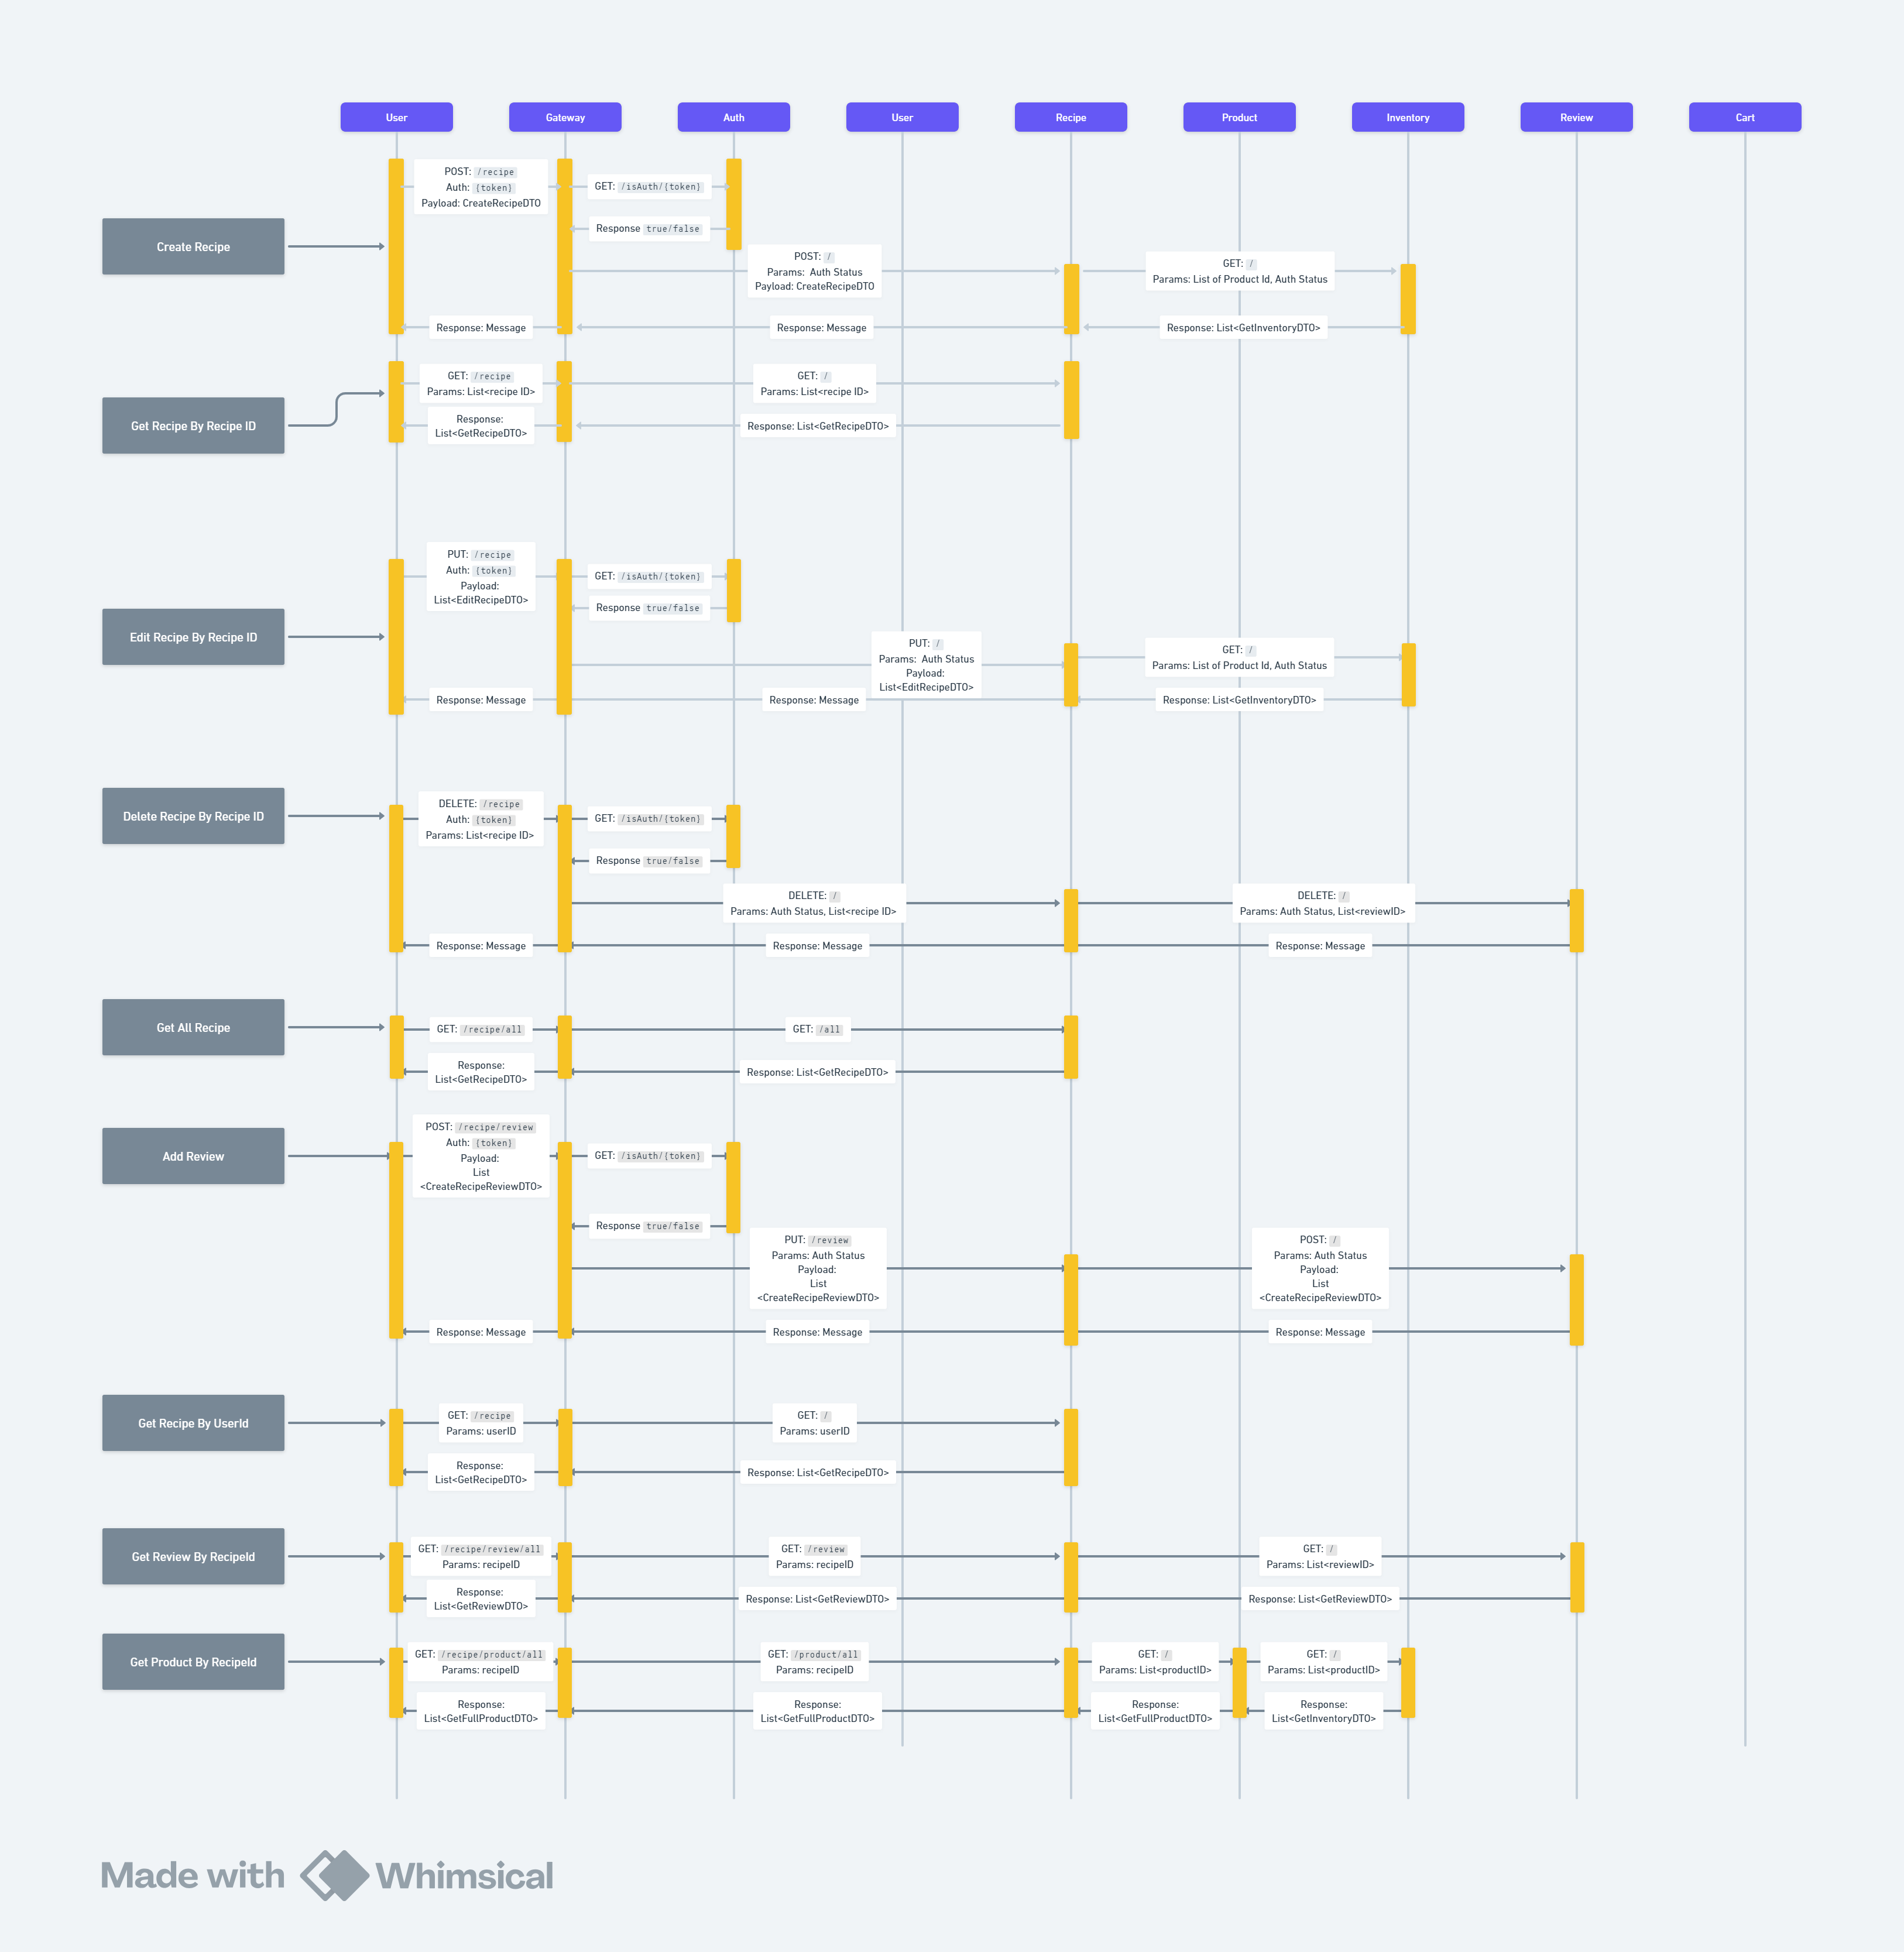 User
Gateway
Auth
User
Recipe
Product
Inventory
Review
Cart
Create Recipe
POST: /recipe
Auth: {token}
Payload: CreateRecipeDTO
GET: /isAuth/{token}
Response true/false
POST: /
Params: Auth Status
Payload: CreateRecipeDTO
GET: /
Params: List of Product Id, Auth Status
Response: Message
Response: Message
Response: List<GetInventoryDTO>
Get Recipe By Recipe ID
GET: /recipe
Params: List<recipe ID>
GET: /
Params: List<recipe ID>
Response:
List<GetRecipeDTO>
Response: List<GetRecipeDTO>
Edit Recipe By Recipe ID
PUT: /recipe
Auth: {token}
Payload:
List<EditRecipeDTO>
GET: /isAuth/{token}
Response true/false
PUT: /
Params: Auth Status
Payload:
List<EditRecipeDTO>
GET: /
Params: List of Product Id, Auth Status
Response: Message
Response: Message
Response: List<GetInventoryDTO>
Delete Recipe By Recipe ID
DELETE: /recipe
Auth: {token}
Params: List<recipe ID>
GET: /isAuth/{token}
Response true/false
DELETE: /
Params: Auth Status, List<recipe ID>
DELETE: /
Params: Auth Status, List<reviewID>
Response: Message
Response: Message
Response: Message
Get All Recipe
GET: /recipe/all
GET: /all
Response:
List<GetRecipeDTO>
Response: List<GetRecipeDTO>
Add Review
POST: /recipe/review
Auth: {token}
Payload:
List
<CreateRecipeReviewDTO>
GET: /isAuth/{token}
Response true/false
PUT: /review
Params: Auth Status
Payload:
List
<CreateRecipeReviewDTO>
POST: /
Params: Auth Status
Payload:
List
<CreateRecipeReviewDTO>
Response: Message
Response: Message
Response: Message
Get Recipe By UserId
GET: /recipe
Params: userID
GET: /
Params: userID
Response:
List<GetRecipeDTO>
Response: List<GetRecipeDTO>
Get Review By RecipeId
GET: /recipe/review/all
Params: recipeID
GET: /review
Params: recipeID
GET: /
Params: List<reviewID>
Response:
List<GetReviewDTO>
Response: List<GetReviewDTO>
Response: List<GetReviewDTO>
Get Product By RecipeId
GET: /recipe/product/all
Params: recipeID
GET: /product/all
Params: recipeID
GET: /
Params: List<productID>
GET: /
Params: List<productID>
Response:
List<GetFullProductDTO>
Response:
List<GetFullProductDTO>
Response:
List<GetFullProductDTO>
Response:
List<GetInventoryDTO>
Made with Whimsical